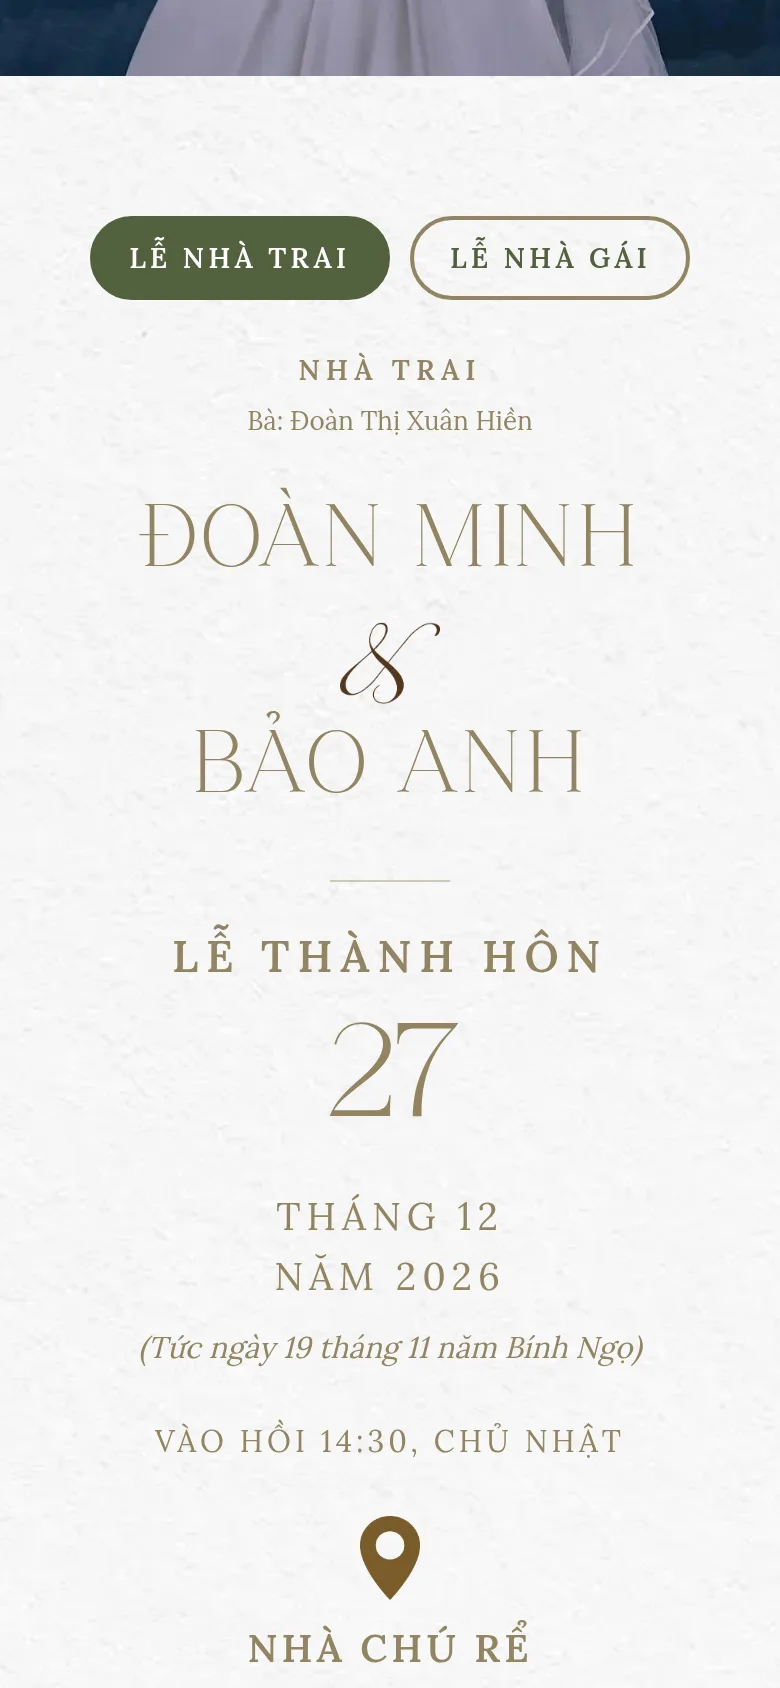 LỄ NHÀ TRAI
LỄ NHÀ GÁI
NHÀ TRAI
Bà: Đoàn Thị Xuân Hiền
ĐOÀN MINH
&
BẢO ANH
LỄ THÀNH HÔN
27
THÁNG 12
NĂM 2026
(Tức ngày 19 tháng 11 năm Bính Ngọ)
VÀO HỒI 14:30, CHỦ NHẬT
NHÀ CHÚ RỂ